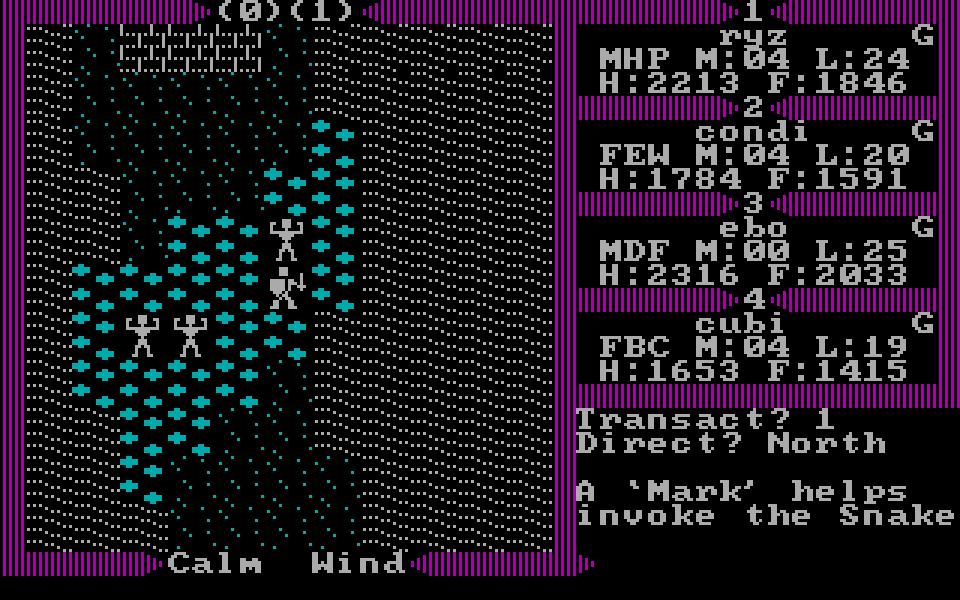 (0)(1)
Calm Wind
1
ryz G
MHP M:04 L:24
H:2213 F:1846
2
condi G
FEW M:04 L:20
H:1784 F:1591
3
ebo G
MDF M:00 L:25
H:2316 F:2033
4
cubi G
FBC M:04 L:19
H:1653 F:1415
Transact? 1
Direct? North
A `Mark' helps
invoke the Snake